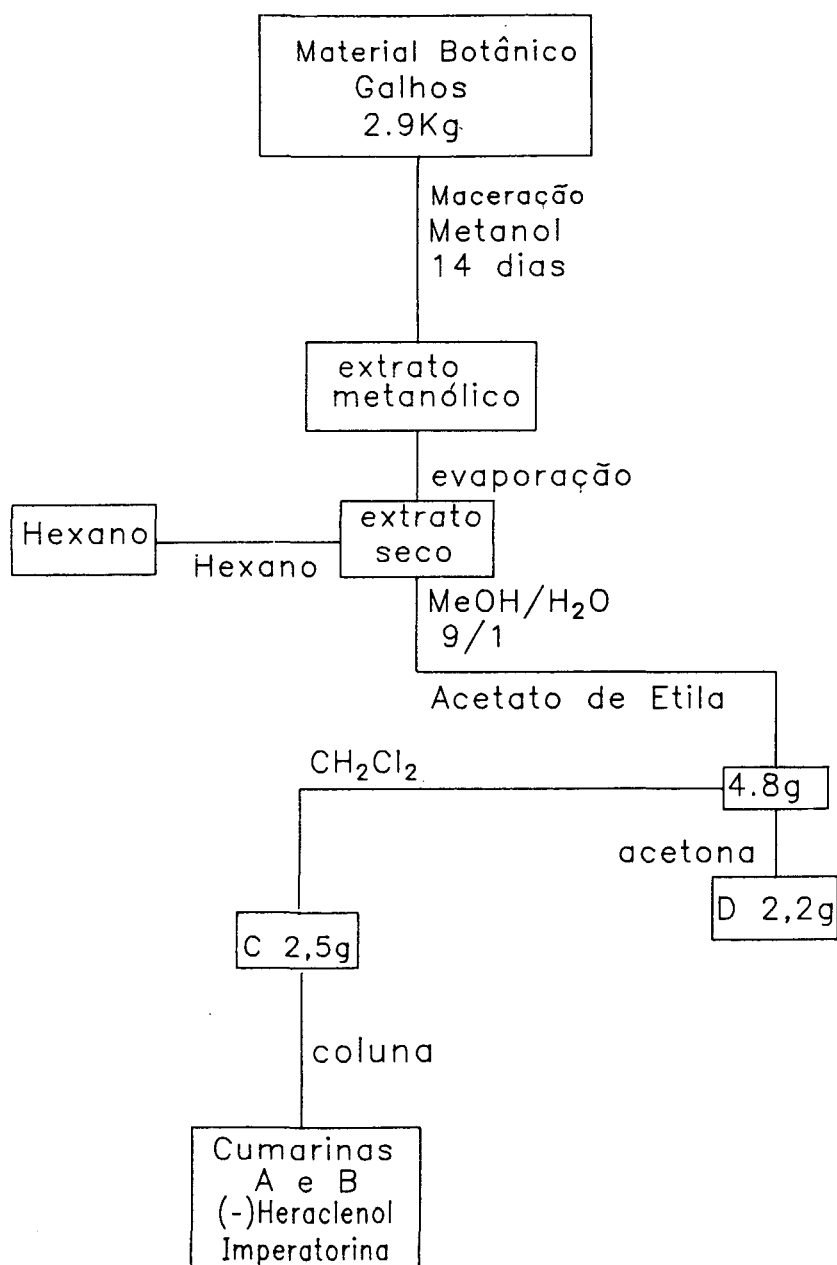 Material Botânico
Galhos
2.9Kg
Maceração
Metanol
14 dias
extrato
metanólico
evaporação
Hexano
Hexano
extrato
seco
MeOH/H₂O
9/1
Acetato de Etila
CH₂Cl₂
4.8g
acetona
D 2,2g
C 2,5g
coluna
Cumarinas
A e B
(-)Heraclenol
Imperatorina